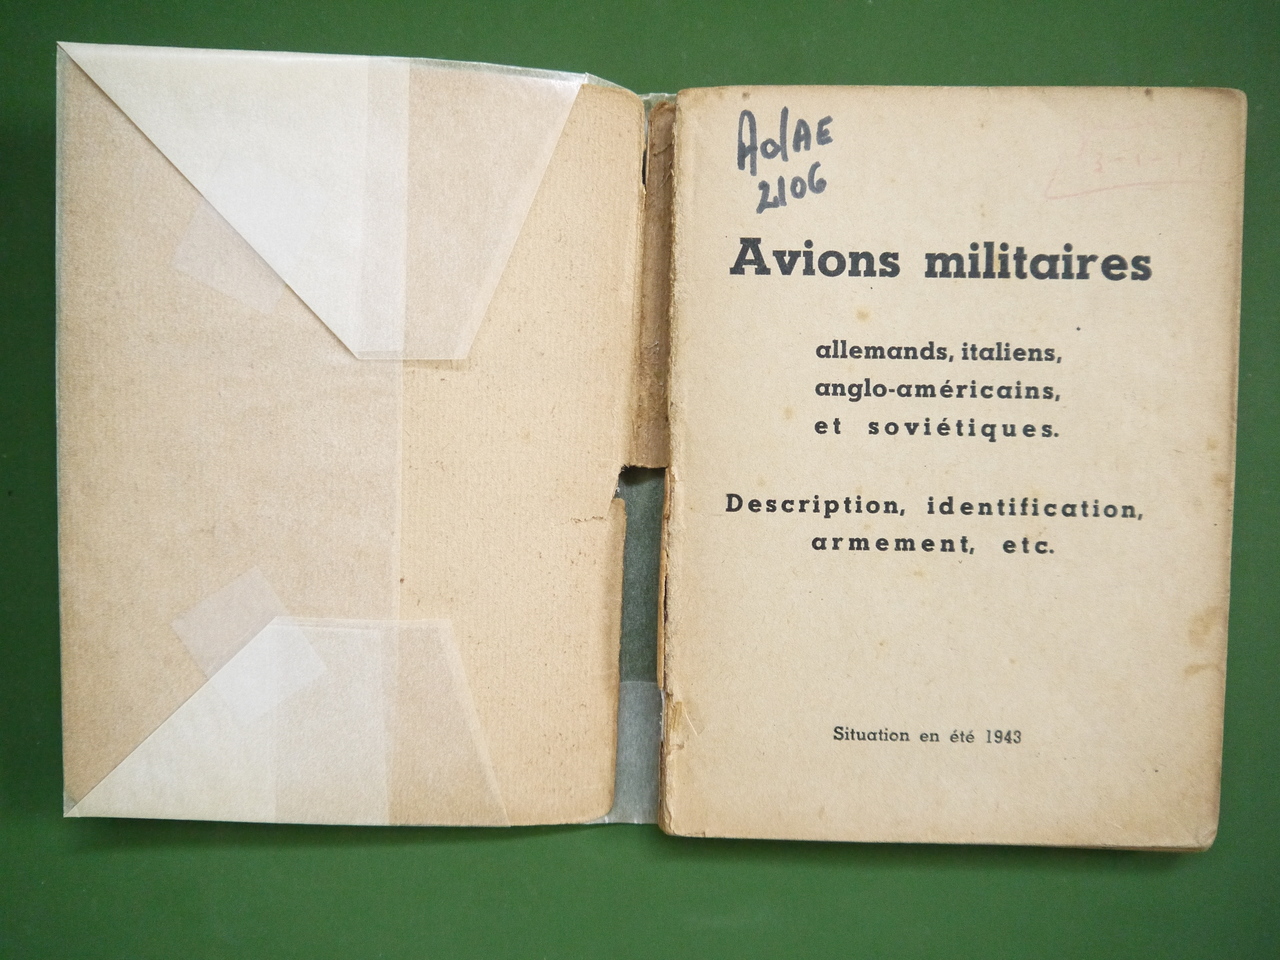 AdAE
2106
Avions militaires
allemands, italiens,
anglo-américains,
et soviétiques.
Description, identification,
armement, etc.
Situation en été 1943